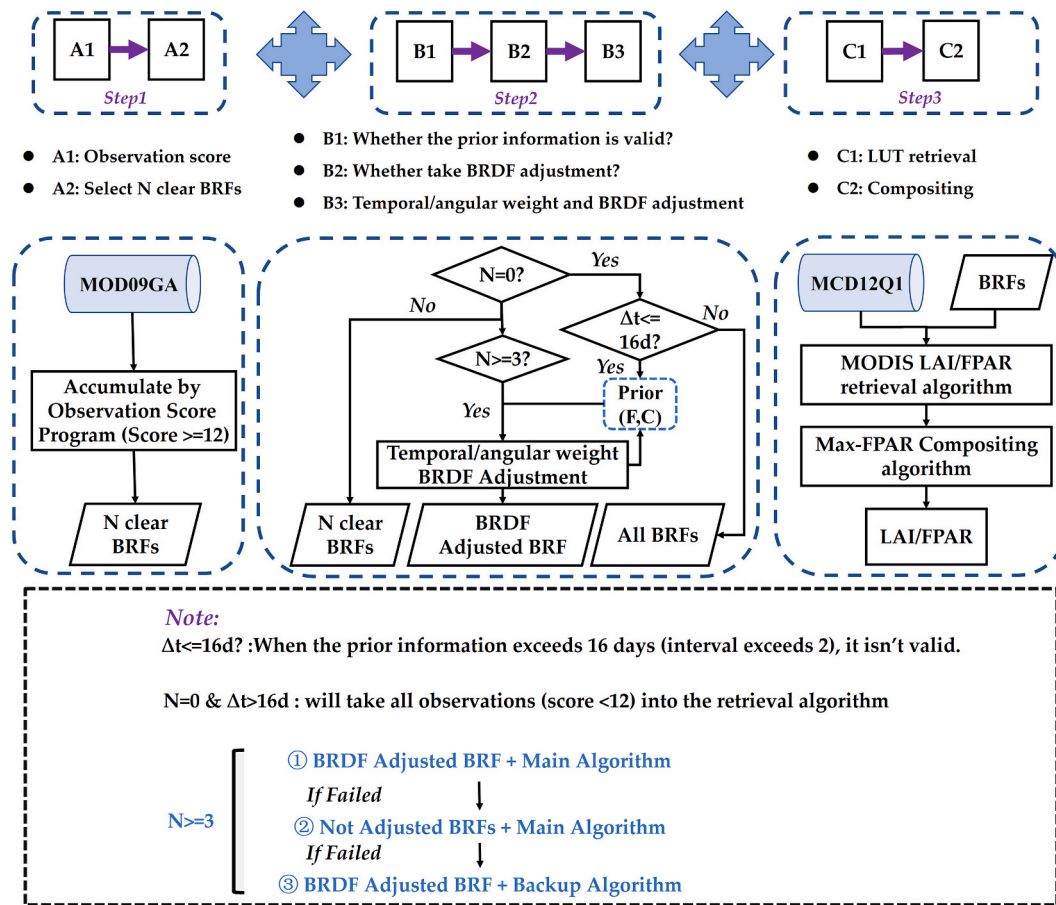 A1
A2
Step1
B1
B2
B3
Step2
C1
C2
Step3
● A1: Observation score
● A2: Select N clear BRFs
● B1: Whether the prior information is valid?
● B2: Whether take BRDF adjustment?
● B3: Temporal/angular weight and BRDF adjustment
● C1: LUT retrieval
● C2: Compositing
MOD09GA
Accumulate by
Observation Score
Program (Score >=12)
N clear
BRFs
N=0?
Yes
No
Δt<=
16d?
No
N>=3?
Yes
Prior
(F,C)
Yes
Temporal/angular weight
BRDF Adjustment
N clear
BRFs
BRDF
Adjusted BRF
All BRFs
MCD12Q1
BRFs
MODIS LAI/FPAR
retrieval algorithm
Max-FPAR Compositing
algorithm
LAI/FPAR
Note:
Δt<=16d? :When the prior information exceeds 16 days (interval exceeds 2), it isn't valid.
N=0 & Δt>16d : will take all observations (score <12) into the retrieval algorithm
N>=3
① BRDF Adjusted BRF + Main Algorithm
If Failed
② Not Adjusted BRFs + Main Algorithm
If Failed
③ BRDF Adjusted BRF + Backup Algorithm